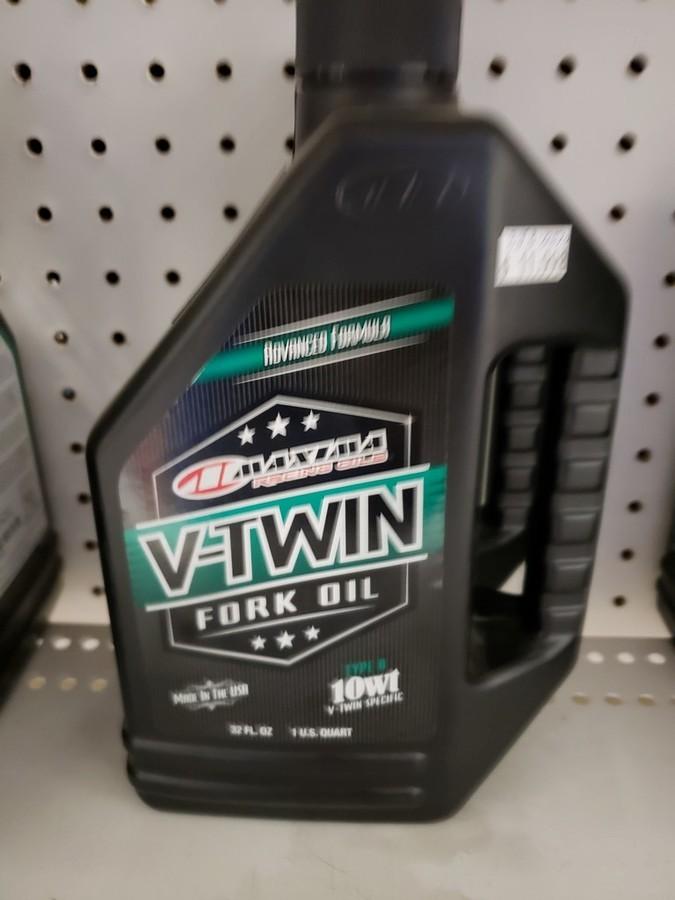 ADVANCED FORMULA
MAXIMA
RACING OILS
V-TWIN
FORK OIL
MADE IN THE USA
10wt
V-TWIN SPECIFIC
32 FL. OZ 1 U.S. QUART